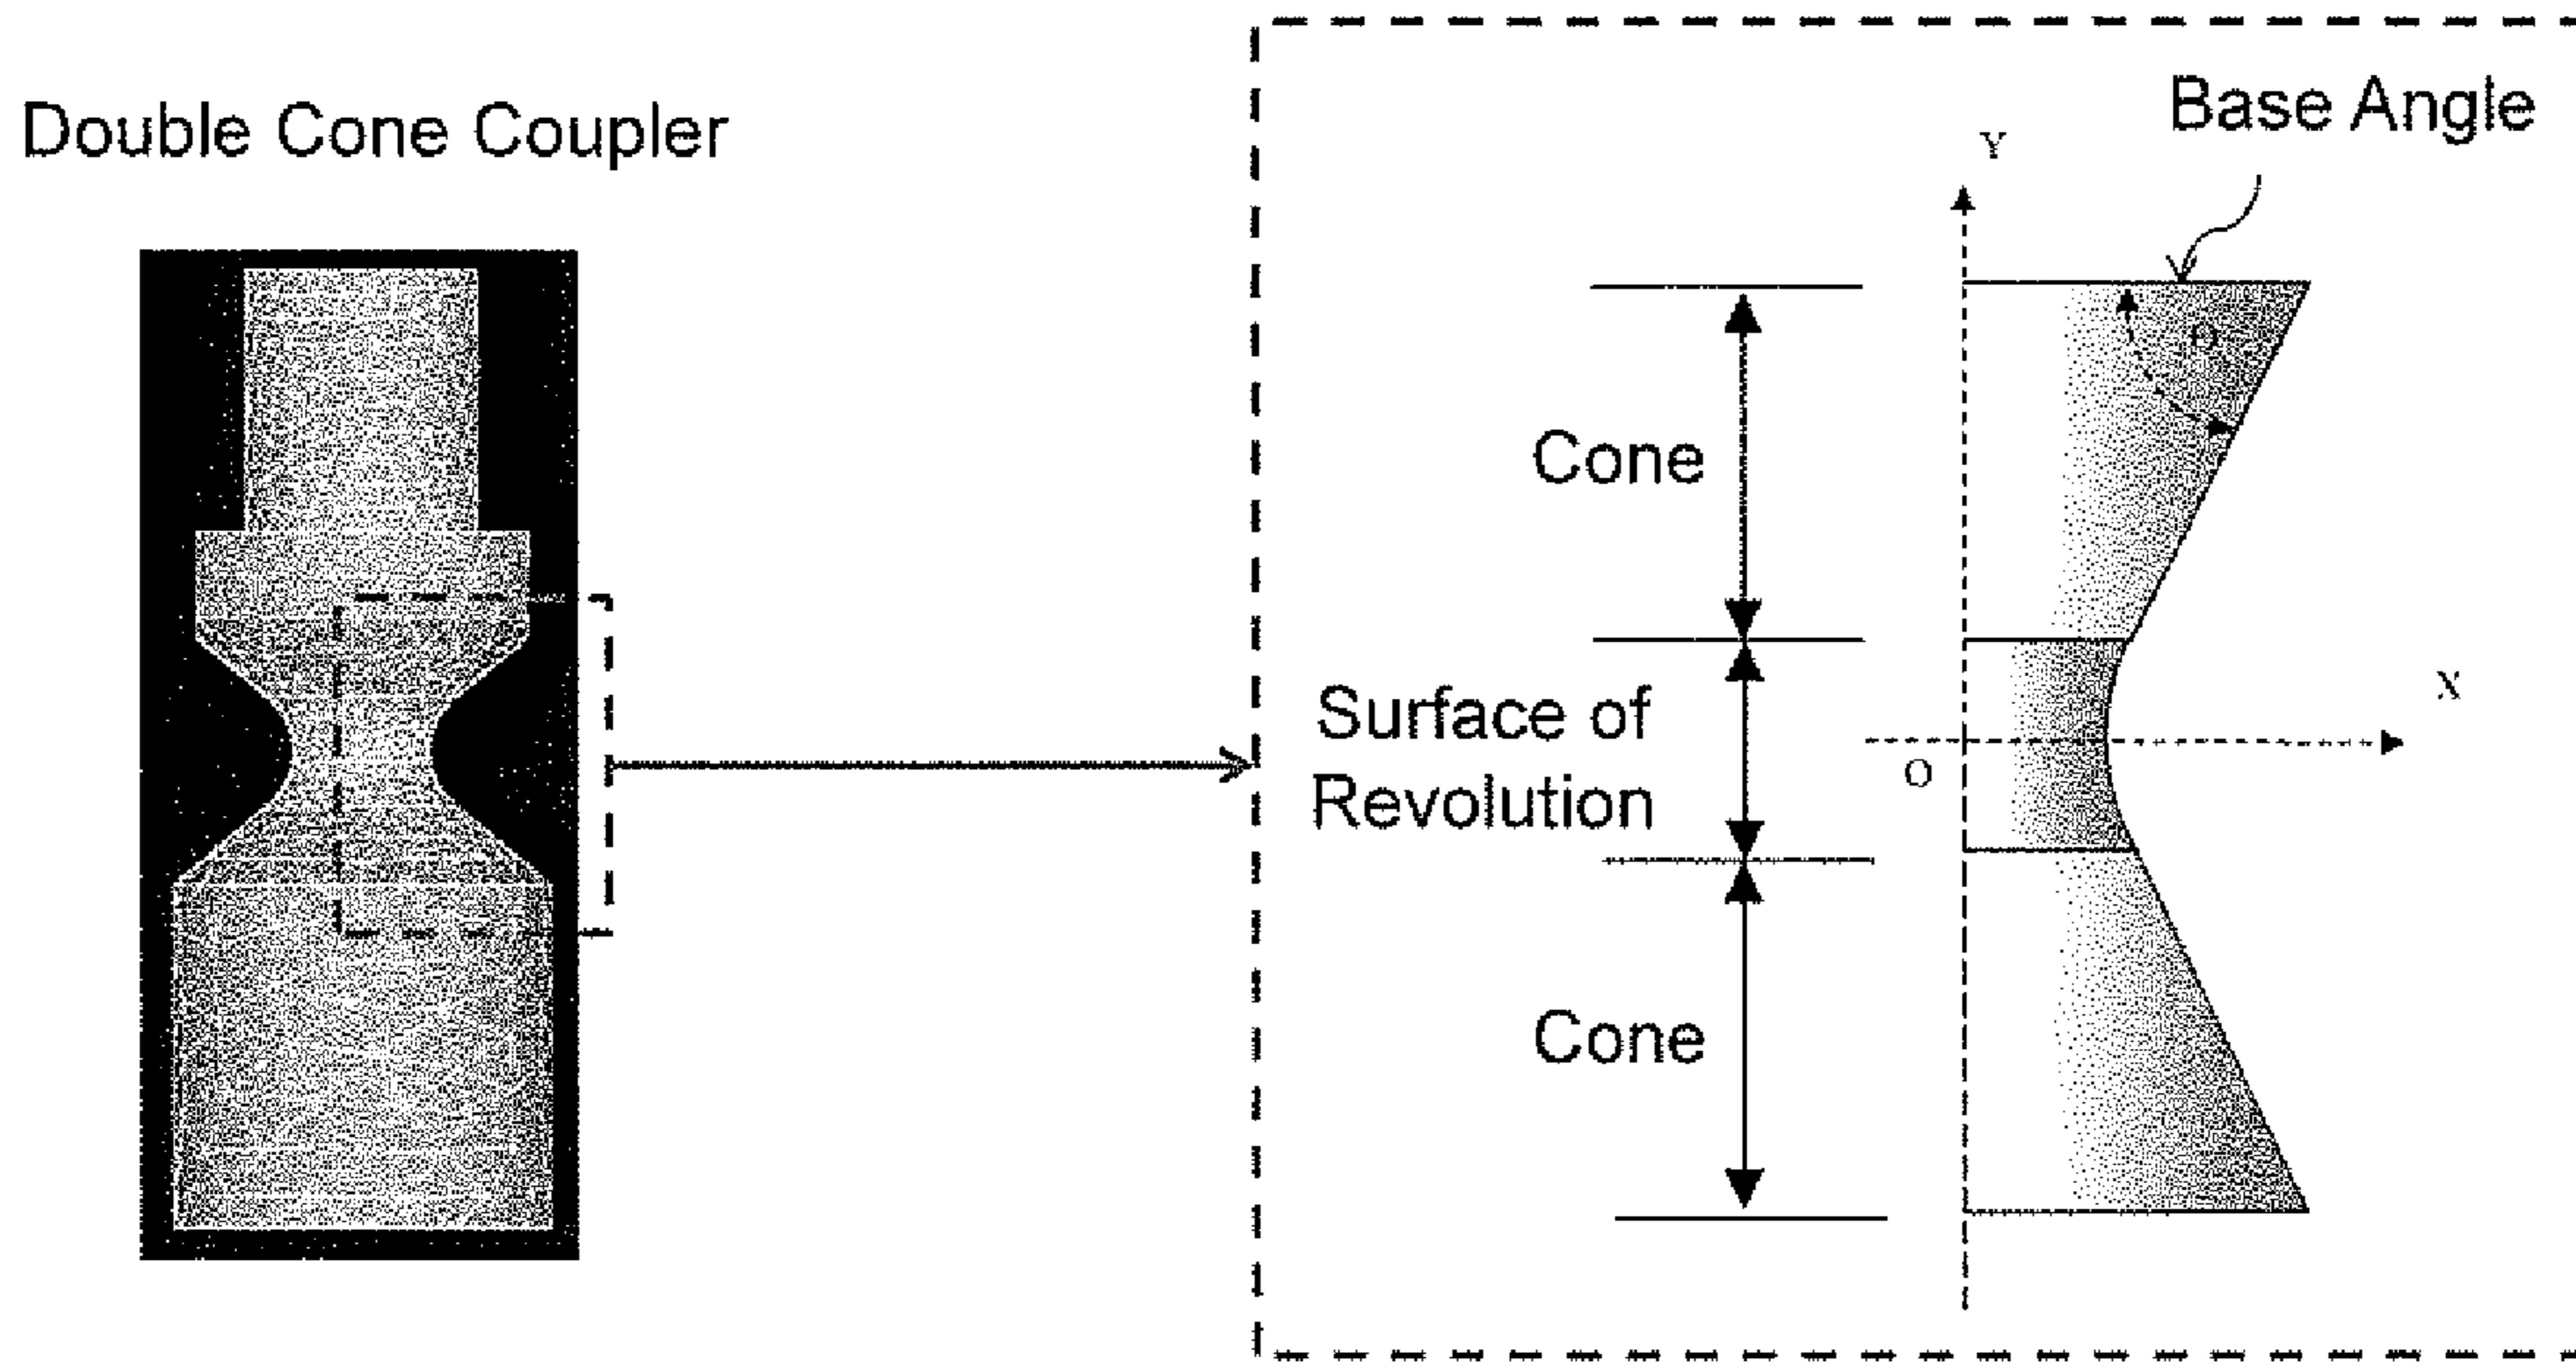 Double Cone Coupler
Base Angle
Y
Θ
Cone
X
Surface of
Revolution
O
Cone